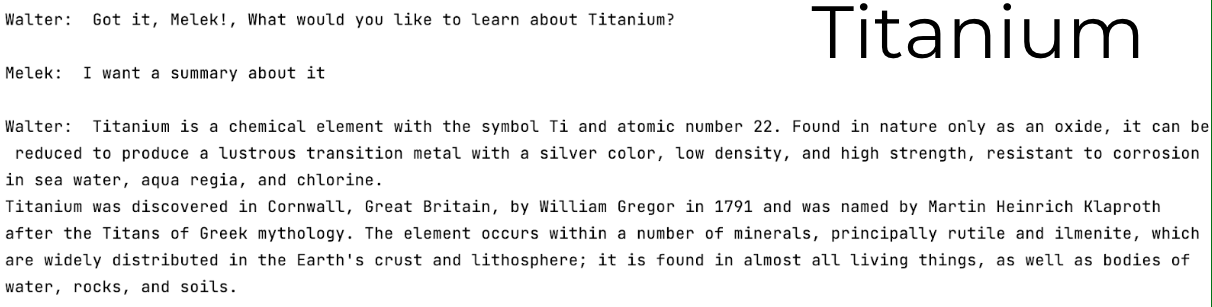 Walter:  Got it, Melek!, What would you like to learn about Titanium?
Titanium
Melek:  I want a summary about it
Walter:  Titanium is a chemical element with the symbol Ti and atomic number 22. Found in nature only as an oxide, it can be
reduced to produce a lustrous transition metal with a silver color, low density, and high strength, resistant to corrosion
in sea water, aqua regia, and chlorine.
Titanium was discovered in Cornwall, Great Britain, by William Gregor in 1791 and was named by Martin Heinrich Klaproth
after the Titans of Greek mythology. The element occurs within a number of minerals, principally rutile and ilmenite, which
are widely distributed in the Earth's crust and lithosphere; it is found in almost all living things, as well as bodies of
water, rocks, and soils.